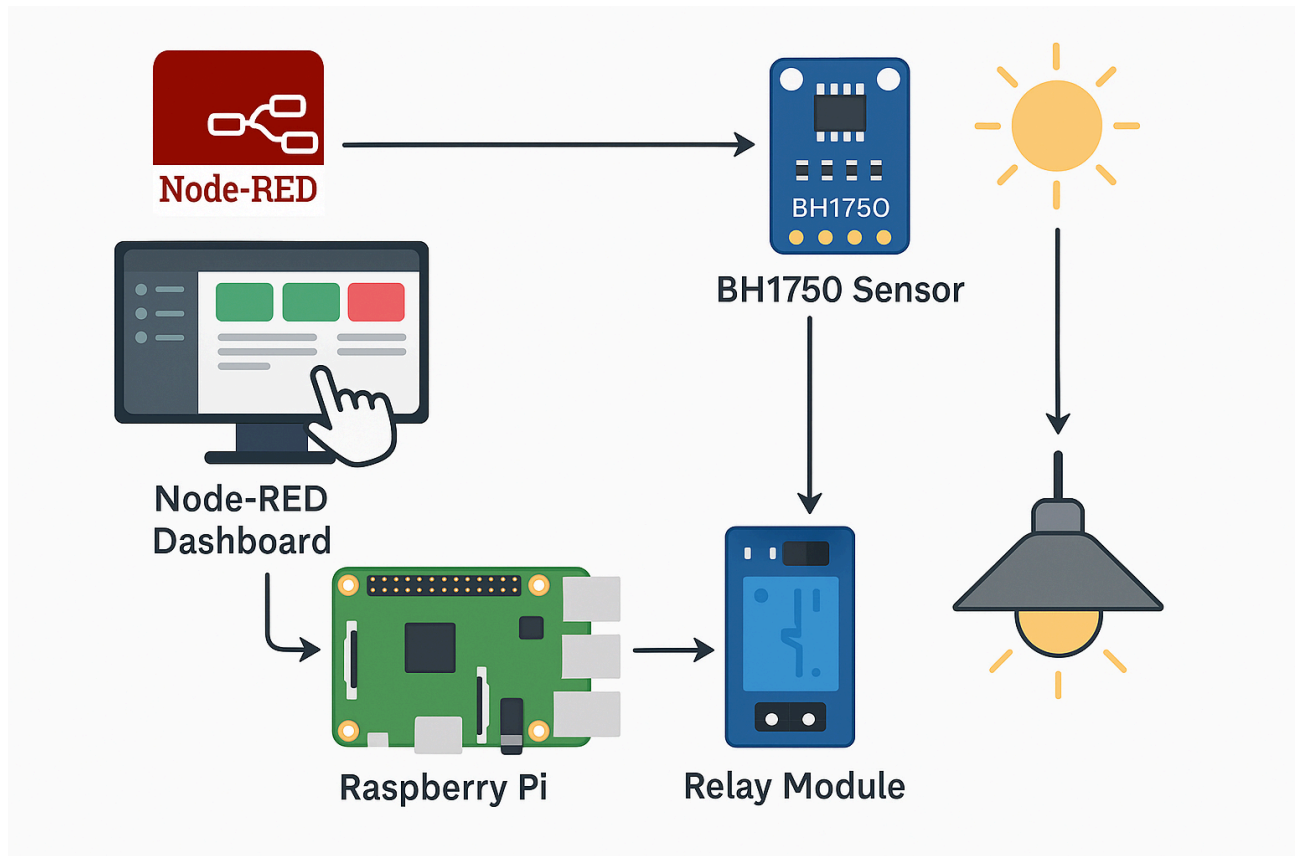 Node-RED
BH1750
BH1750 Sensor
Node-RED
Dashboard
Raspberry Pi
Relay Module